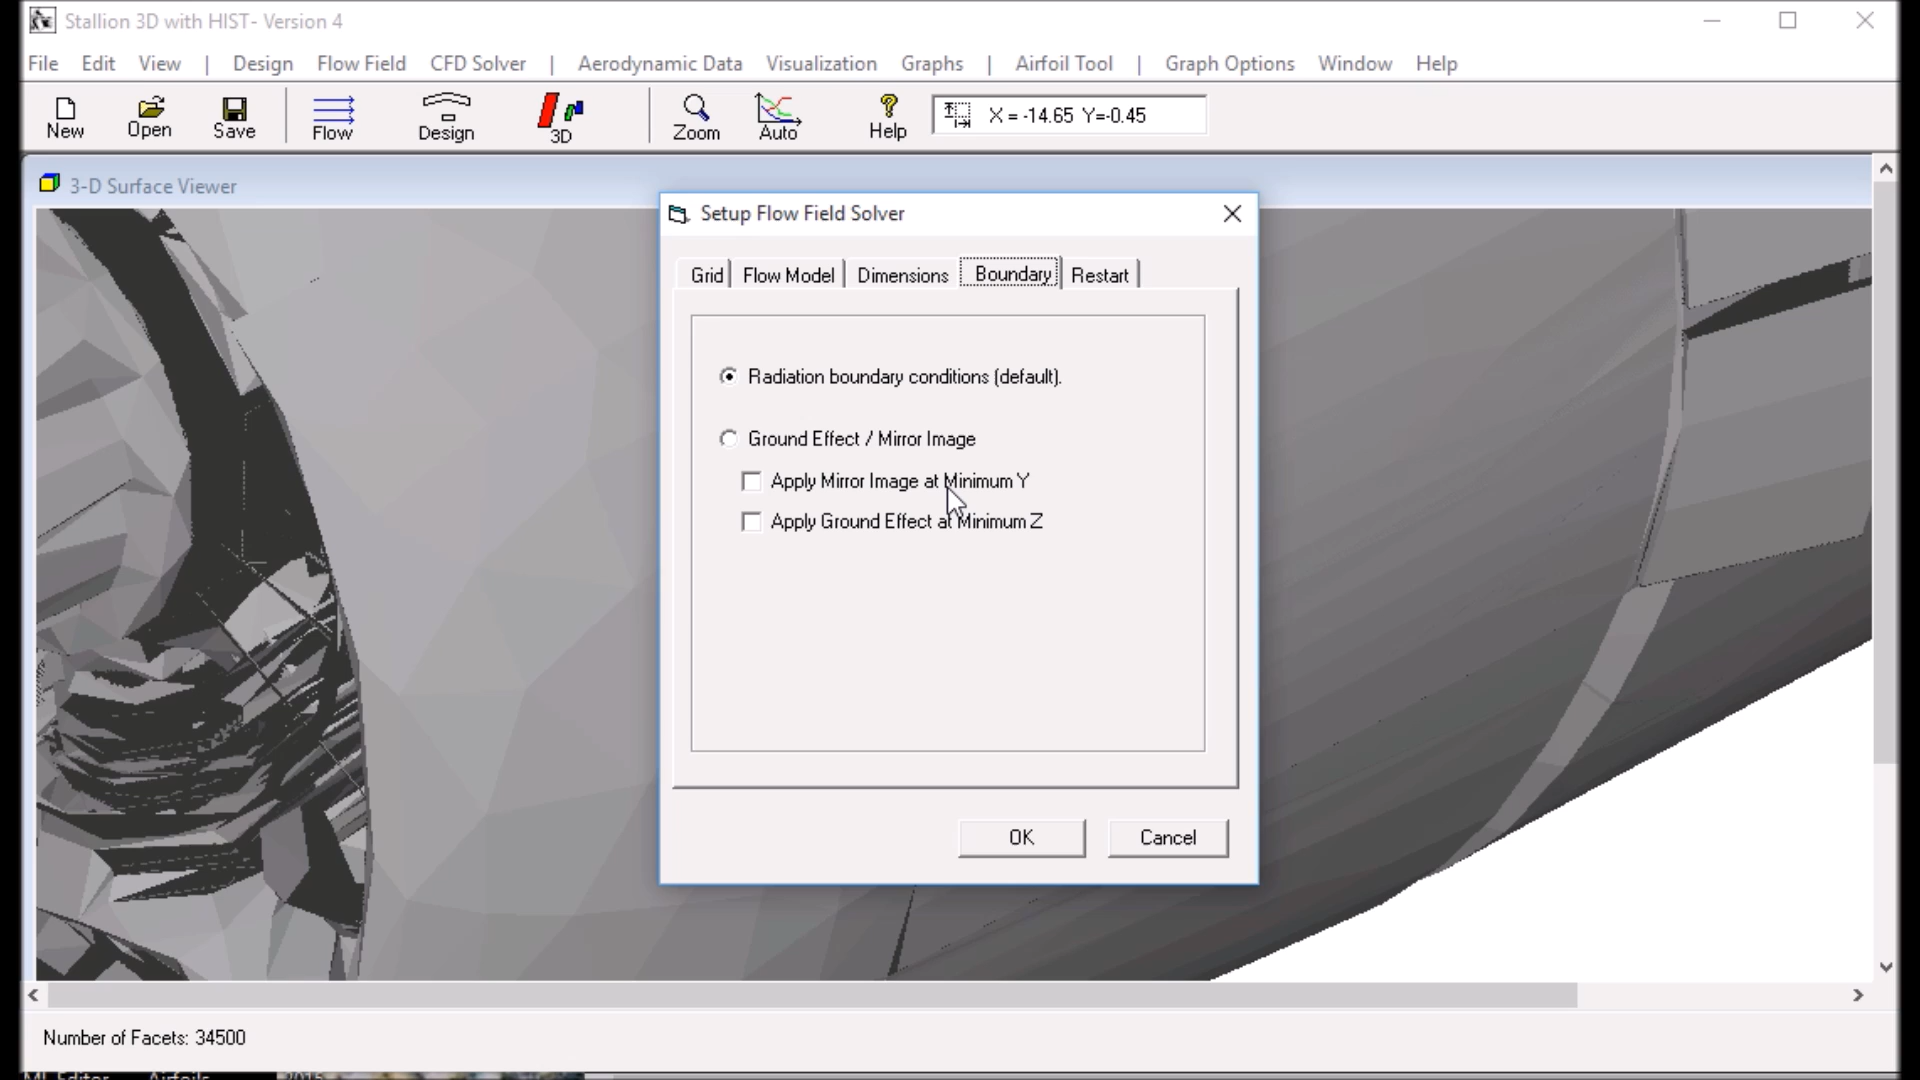 Stallion 3D with HIST- Version 4
File Edit View | Design Flow Field CFD Solver | Aerodynamic Data Visualization Graphs | Airfoil Tool | Graph Options Window Help
New Open Save Flow Design 3D Zoom Auto Help X = -14.65 Y=-0.45
3-D Surface Viewer
Setup Flow Field Solver
Grid Flow Model Dimensions Boundary Restart
Radiation boundary conditions (default).
Ground Effect / Mirror Image
Apply Mirror Image at Minimum Y
Apply Ground Effect at Minimum Z
OK Cancel
Number of Facets: 34500
Editor Airfoils 2015